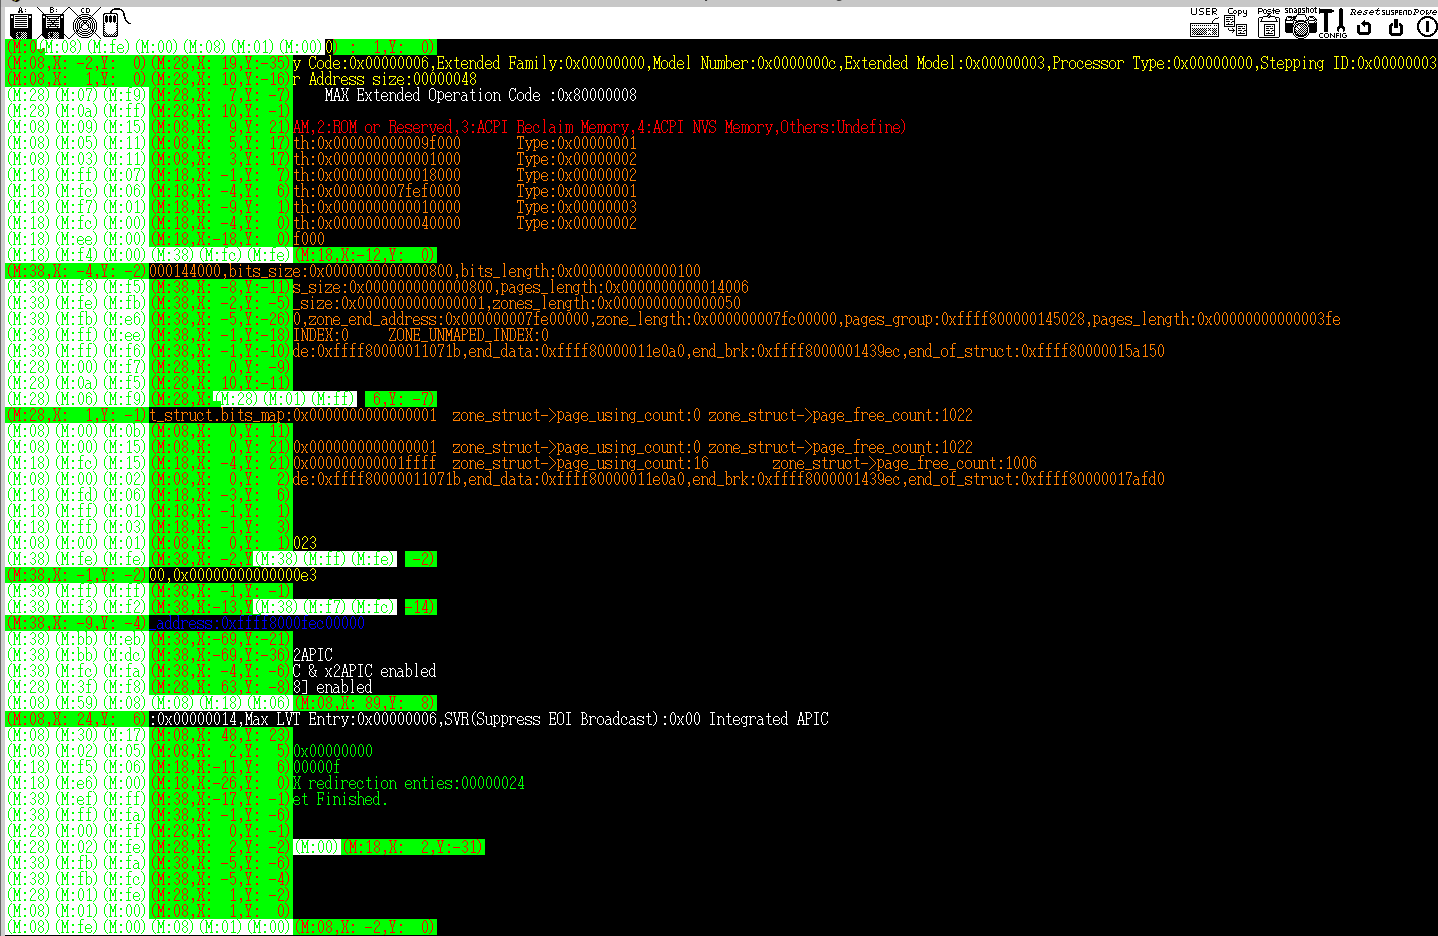 A: B: CD USER Copy Paste Snapshot CONFIG Reset SUSPEND Power
(M:08)(M:fe)(M:00)(M:08)(M:01)(M:00)0) : 1,Y: 0)
(M:08,X: -2,Y: 0)(M:28,X: 19,Y:-35)y Code:0x00000006,Extended Family:0x00000000,Model Number:0x0000000c,Extended Model:0x00000003,Processor Type:0x00000000,Stepping ID:0x00000003
(M:08,X: 1,Y: 0)(M:28,X: 10,Y:-16)r Address size:00000048
(M:28)(M:07)(M:f9)(M:28,X: 7,Y: -7) MAX Extended Operation Code :0x80000008
(M:28)(M:0a)(M:ff)(M:28,X: 10,Y: -1)
(M:08)(M:09)(M:15)(M:08,X: 9,Y: 21)AM,2:ROM or Reserved,3:ACPI Reclaim Memory,4:ACPI NVS Memory,Others:Undefine)
(M:08)(M:05)(M:11)(M:08,X: 5,Y: 17)th:0x000000000009f000 Type:0x00000001
(M:08)(M:03)(M:11)(M:08,X: 3,Y: 17)th:0x0000000000001000 Type:0x00000002
(M:18)(M:ff)(M:07)(M:18,X: -1,Y: 7)th:0x0000000000018000 Type:0x00000002
(M:18)(M:fc)(M:06)(M:18,X: -4,Y: 6)th:0x000000007fef0000 Type:0x00000001
(M:18)(M:f7)(M:01)(M:18,X: -9,Y: 1)th:0x0000000000010000 Type:0x00000003
(M:18)(M:fc)(M:00)(M:18,X: -4,Y: 0)th:0x0000000000040000 Type:0x00000002
(M:18)(M:ee)(M:00)(M:18,X:-18,Y: 0)f000
(M:18)(M:f4)(M:00)(M:38)(M:fc)(M:fe)(M:18,X:-12,Y: 0)
(M:38,X: -4,Y: -2)000144000,bits_size:0x0000000000000800,bits_length:0x0000000000000100
(M:38)(M:f8)(M:f5)(M:38,X: -8,Y:-11)s_size:0x0000000000000800,pages_length:0x0000000000014006
(M:38)(M:fe)(M:fb)(M:38,X: -2,Y: -5)_size:0x0000000000000001,zones_length:0x0000000000000050
(M:38)(M:fb)(M:e6)(M:38,X: -5,Y:-26)0,zone_end_address:0x000000007fe00000,zone_length:0x000000007fc00000,pages_group:0xffff800000145028,pages_length:0x00000000000003fe
(M:38)(M:ff)(M:ee)(M:38,X: -1,Y:-18)INDEX:0 ZONE_UNMAPED_INDEX:0
(M:38)(M:ff)(M:f6)(M:38,X: -1,Y:-10)de:0xffff80000011071b,end_data:0xffff80000011e0a0,end_brk:0xffff8000001439ec,end_of_struct:0xffff80000015a150
(M:28)(M:00)(M:f7)(M:28,X: 0,Y: -9)
(M:28)(M:0a)(M:f5)(M:28,X: 10,Y:-11)
(M:28)(M:06)(M:f9)(M:28,X:(M:28)(M:01)(M:ff) 6,Y: -7)
(M:28,X: 1,Y: -1)t_struct.bits_map:0x0000000000000001 zone_struct->page_using_count:0 zone_struct->page_free_count:1022
(M:08)(M:00)(M:0b)(M:08,X: 0,Y: 11)
(M:08)(M:00)(M:15)(M:08,X: 0,Y: 21)0x0000000000000001 zone_struct->page_using_count:0 zone_struct->page_free_count:1022
(M:18)(M:fc)(M:15)(M:18,X: -4,Y: 21)0x000000000001ffff zone_struct->page_using_count:16 zone_struct->page_free_count:1006
(M:08)(M:00)(M:02)(M:08,X: 0,Y: 2)de:0xffff80000011071b,end_data:0xffff80000011e0a0,end_brk:0xffff8000001439ec,end_of_struct:0xffff80000017afd0
(M:18)(M:fd)(M:06)(M:18,X: -3,Y: 6)
(M:18)(M:ff)(M:01)(M:18,X: -1,Y: 1)
(M:18)(M:ff)(M:03)(M:18,X: -1,Y: 3)
(M:08)(M:00)(M:01)(M:08,X: 0,Y: 1)023
(M:38)(M:fe)(M:fe)(M:38,X: -2,Y(M:38)(M:ff)(M:fe) -2)
(M:38,X: -1,Y: -2)00,0x00000000000000e3
(M:38)(M:ff)(M:ff)(M:38,X: -1,Y: -1)
(M:38)(M:f3)(M:f2)(M:38,X:-13,Y(M:38)(M:f7)(M:fc) -14)
(M:38,X: -9,Y: -4) address:0xffff8000fec00000
(M:38)(M:bb)(M:eb)(M:38,X:-69,Y:-21)
(M:38)(M:bb)(M:dc)(M:38,X:-69,Y:-36)2APIC
(M:38)(M:fc)(M:fa)(M:38,X: -4,Y: -6)C & x2APIC enabled
(M:28)(M:3f)(M:f8)(M:28,X: 63,Y: -8)8] enabled
(M:08)(M:59)(M:08)(M:08)(M:18)(M:06)(M:08,X: 89,Y: 8)
(M:08,X: 24,Y: 6):0x00000014,Max LVT Entry:0x00000006,SVR(Suppress EOI Broadcast):0x00 Integrated APIC
(M:08)(M:30)(M:17)(M:08,X: 48,Y: 23)
(M:08)(M:02)(M:05)(M:08,X: 2,Y: 5)0x00000000
(M:18)(M:f5)(M:06)(M:18,X:-11,Y: 6)00000f
(M:18)(M:e6)(M:00)(M:18,X:-26,Y: 0)X redirection enties:00000024
(M:38)(M:ef)(M:ff)(M:38,X:-17,Y: -1)et Finished.
(M:38)(M:ff)(M:fa)(M:38,X: -1,Y: -6)
(M:28)(M:00)(M:ff)(M:28,X: 0,Y: -1)
(M:28)(M:02)(M:fe)(M:28,X: 2,Y: -2)(M:00)(M:18,X: 2,Y:-31)
(M:38)(M:fb)(M:fa)(M:38,X: -5,Y: -6)
(M:38)(M:fb)(M:fc)(M:38,X: -5,Y: -4)
(M:28)(M:01)(M:fe)(M:28,X: 1,Y: -2)
(M:08)(M:01)(M:00)(M:08,X: 1,Y: 0)
(M:08)(M:fe)(M:00)(M:08)(M:01)(M:00)(M:08,X: -2,Y: 0)